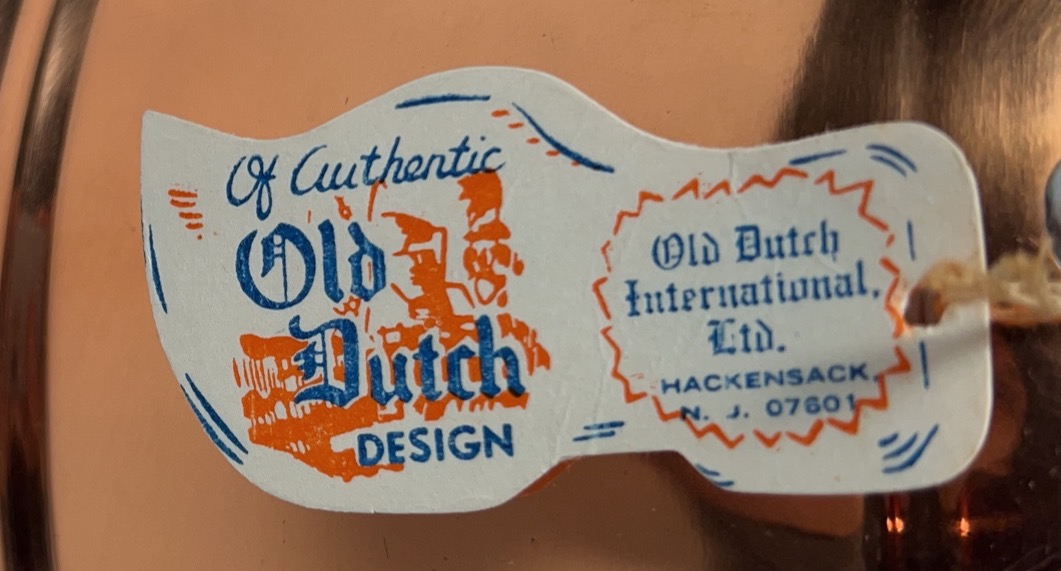 Of Authentic
Old
Dutch
DESIGN
Old Dutch
International,
Ltd.
HACKENSACK,
N. J. 07601